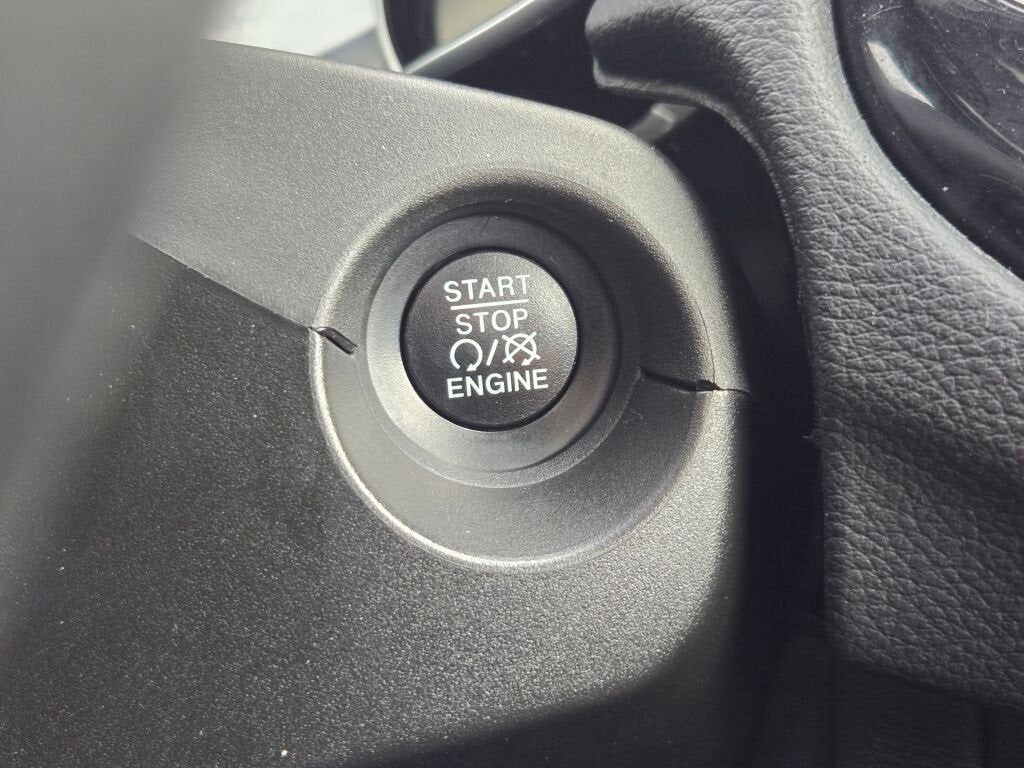 START
STOP
/
ENGINE